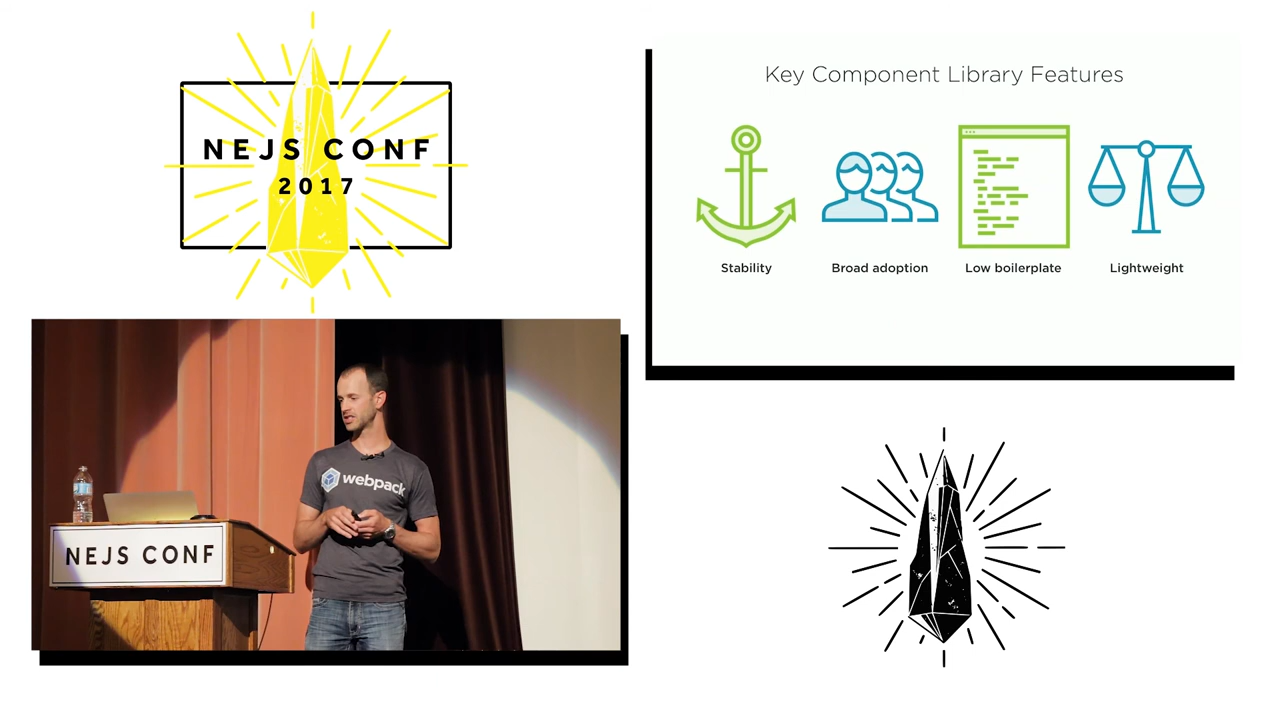 NEJS CONF
2017
Key Component Library Features
Stability
Broad adoption
Low boilerplate
Lightweight
webpack
NEJS CONF